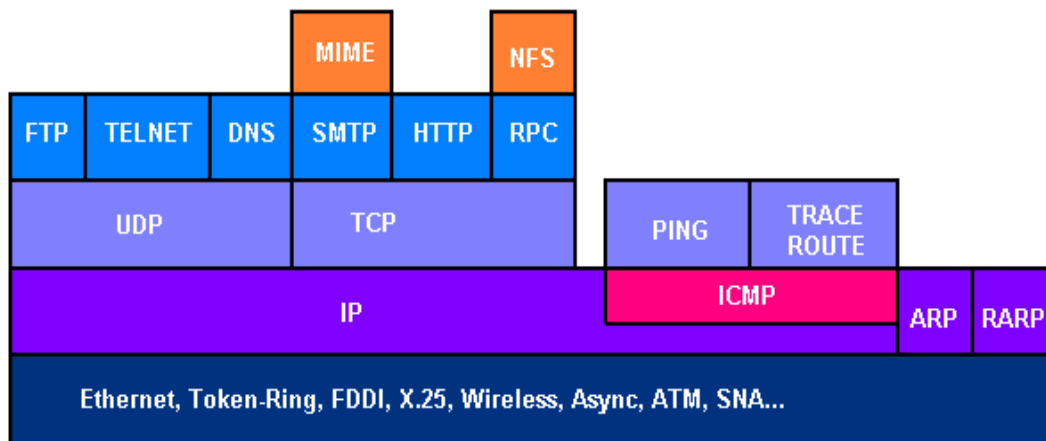 MIME
NFS
FTP
TELNET
DNS
SMTP
HTTP
RPC
UDP
TCP
PING
TRACE
ROUTE
IP
ICMP
ARP
RARP
Ethernet, Token-Ring, FDDI, X.25, Wireless, Async, ATM, SNA...